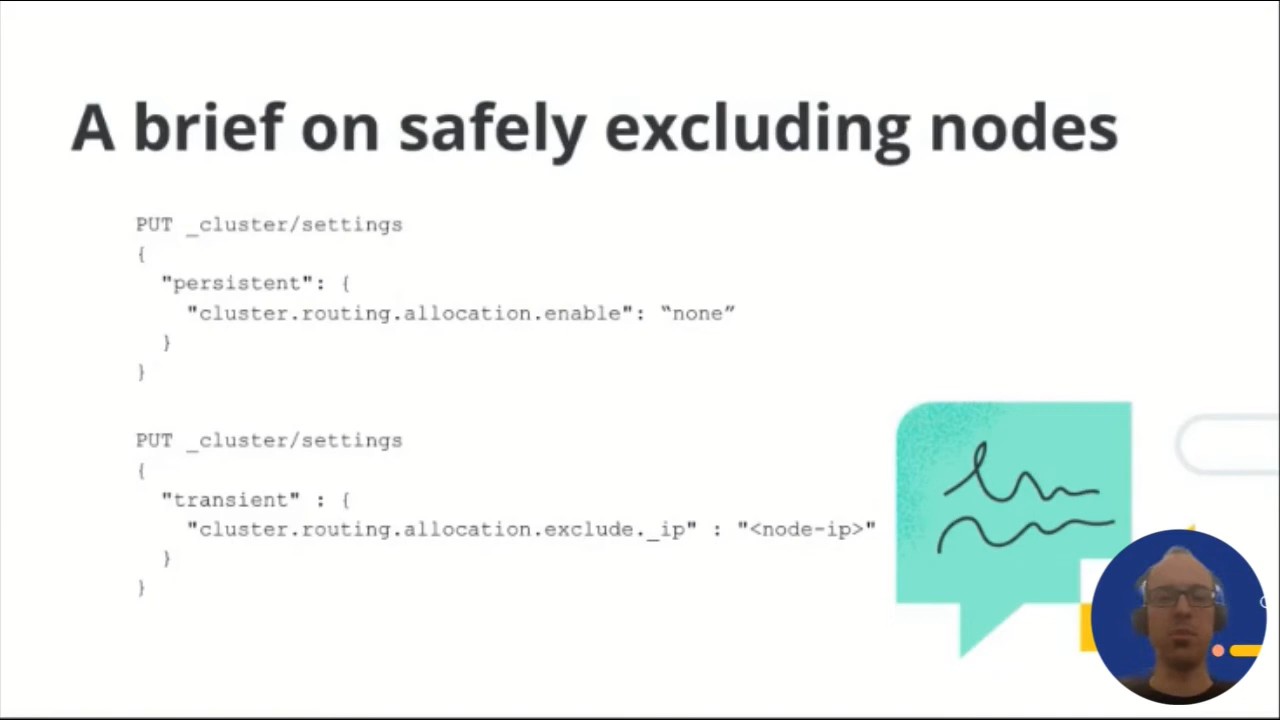 A brief on safely excluding nodes
PUT _cluster/settings
{
"persistent": {
"cluster.routing.allocation.enable": “none”
}
}
PUT _cluster/settings
{
"transient" : {
"cluster.routing.allocation.exclude._ip" : "<node-ip>"
}
}